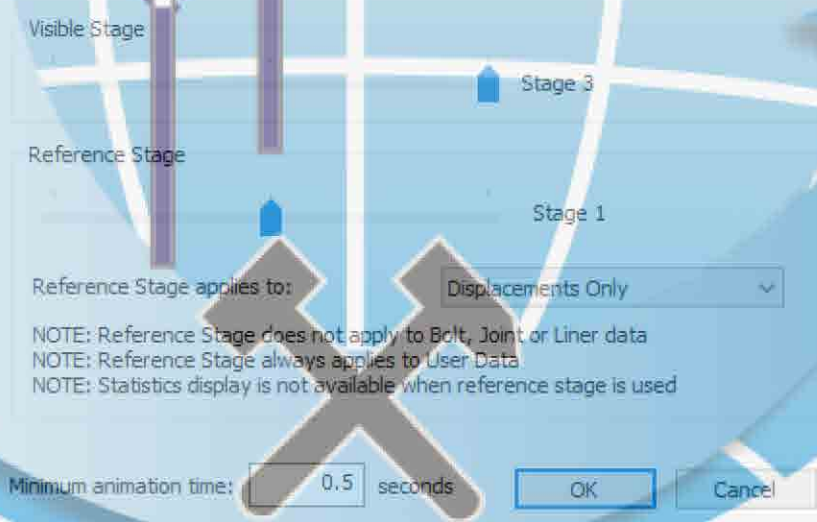 Visible Stage
Stage 3
Reference Stage
Stage 1
Reference Stage applies to: Displacements Only
NOTE: Reference Stage does not apply to Bolt, Joint or Liner data
NOTE: Reference Stage always applies to User Data
NOTE: Statistics display is not available when reference stage is used
Minimum animation time: 0.5 seconds OK Cancel